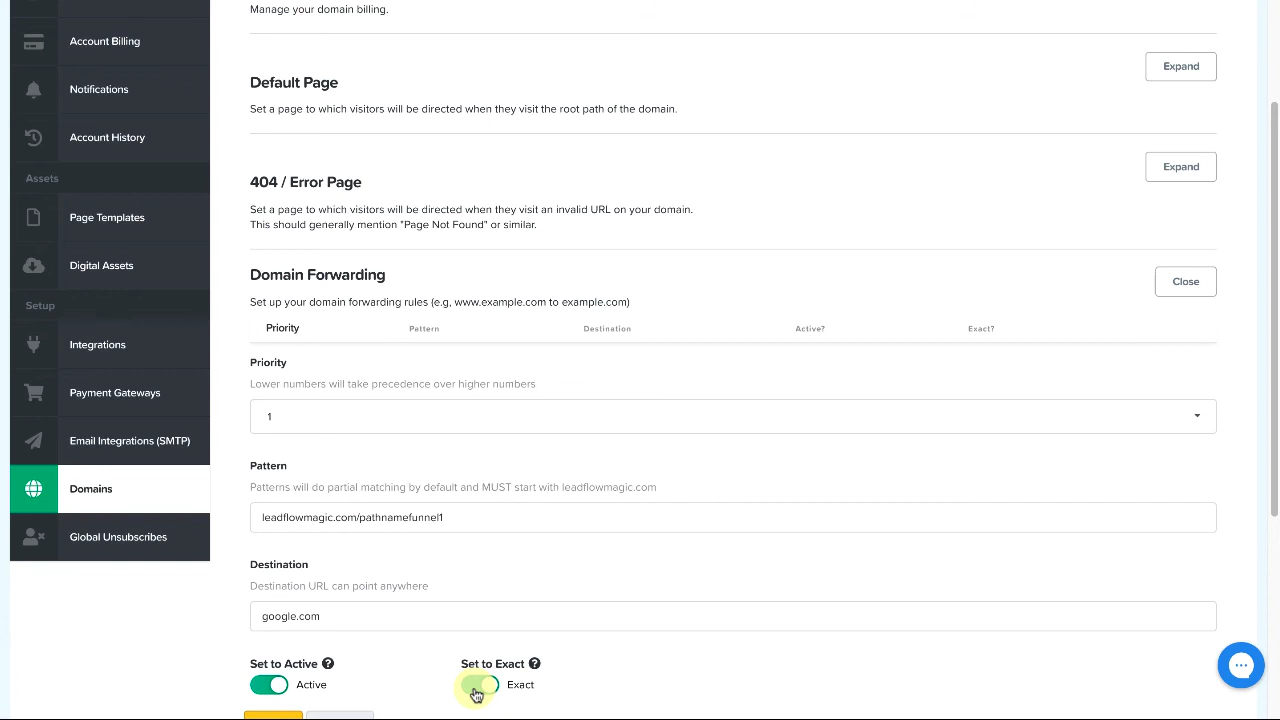 Manage your domain billing.
Account Billing
Expand
Default Page
Notifications
Set a page to which visitors will be directed when they visit the root path of the domain.
Account History
Expand
Assets
404 / Error Page
Set a page to which visitors will be directed when they visit an invalid URL on your domain.
Page Templates
This should generally mention "Page Not Found" or similar.
Digital Assets
Domain Forwarding
Close
Setup
Set up your domain forwarding rules (e.g, www.example.com to example.com)
Priority Pattern Destination Active? Exact?
Integrations
Priority
Lower numbers will take precedence over higher numbers
Payment Gateways
1
Email Integrations (SMTP)
Pattern
Domains
Patterns will do partial matching by default and MUST start with leadflowmagic.com
leadflowmagic.com/pathnamefunnel1
Global Unsubscribes
Destination
Destination URL can point anywhere
google.com
Set to Active Set to Exact
Active Exact